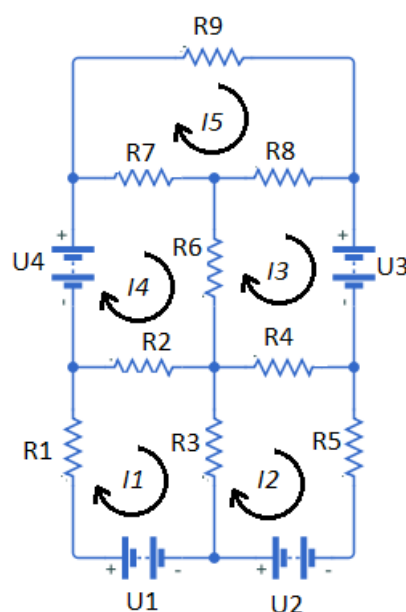 R9
I5
R7 R8
+ +
U4 R6 I3 U3
I4
- -
R2 R4
R1 R3 R5
I1 I2
+ - + -
U1 U2